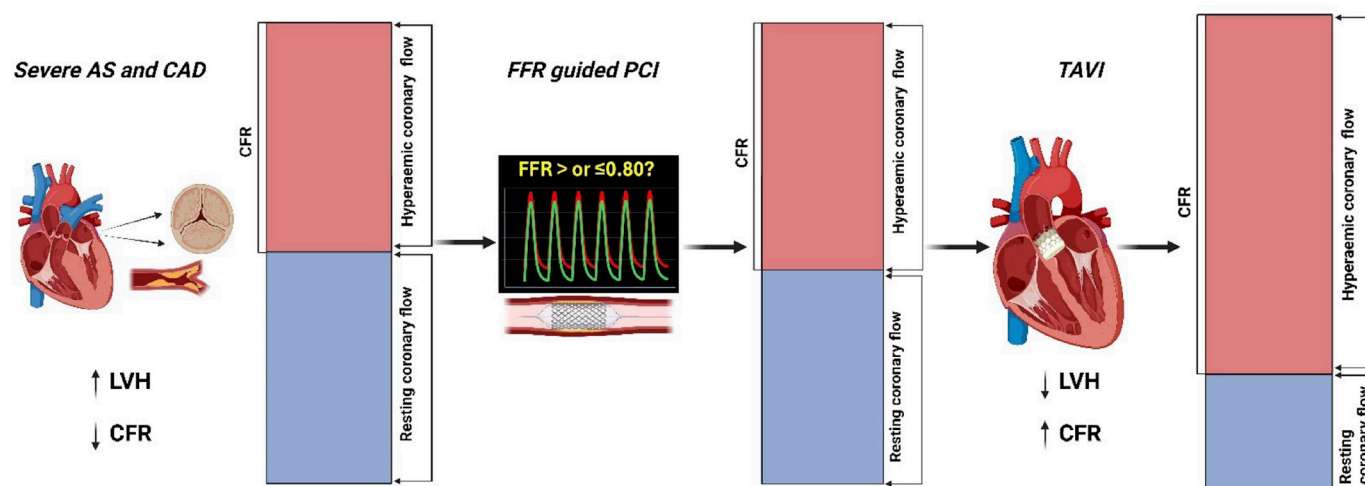 Severe AS and CAD
CFR
Hyperaemic coronary flow
Resting coronary flow
↑ LVH
↓ CFR
FFR guided PCI
FFR > or ≤0.80?
CFR
Hyperaemic coronary flow
Resting coronary flow
TAVI
↓ LVH
↑ CFR
CFR
Hyperaemic coronary flow
Resting
coronary flow